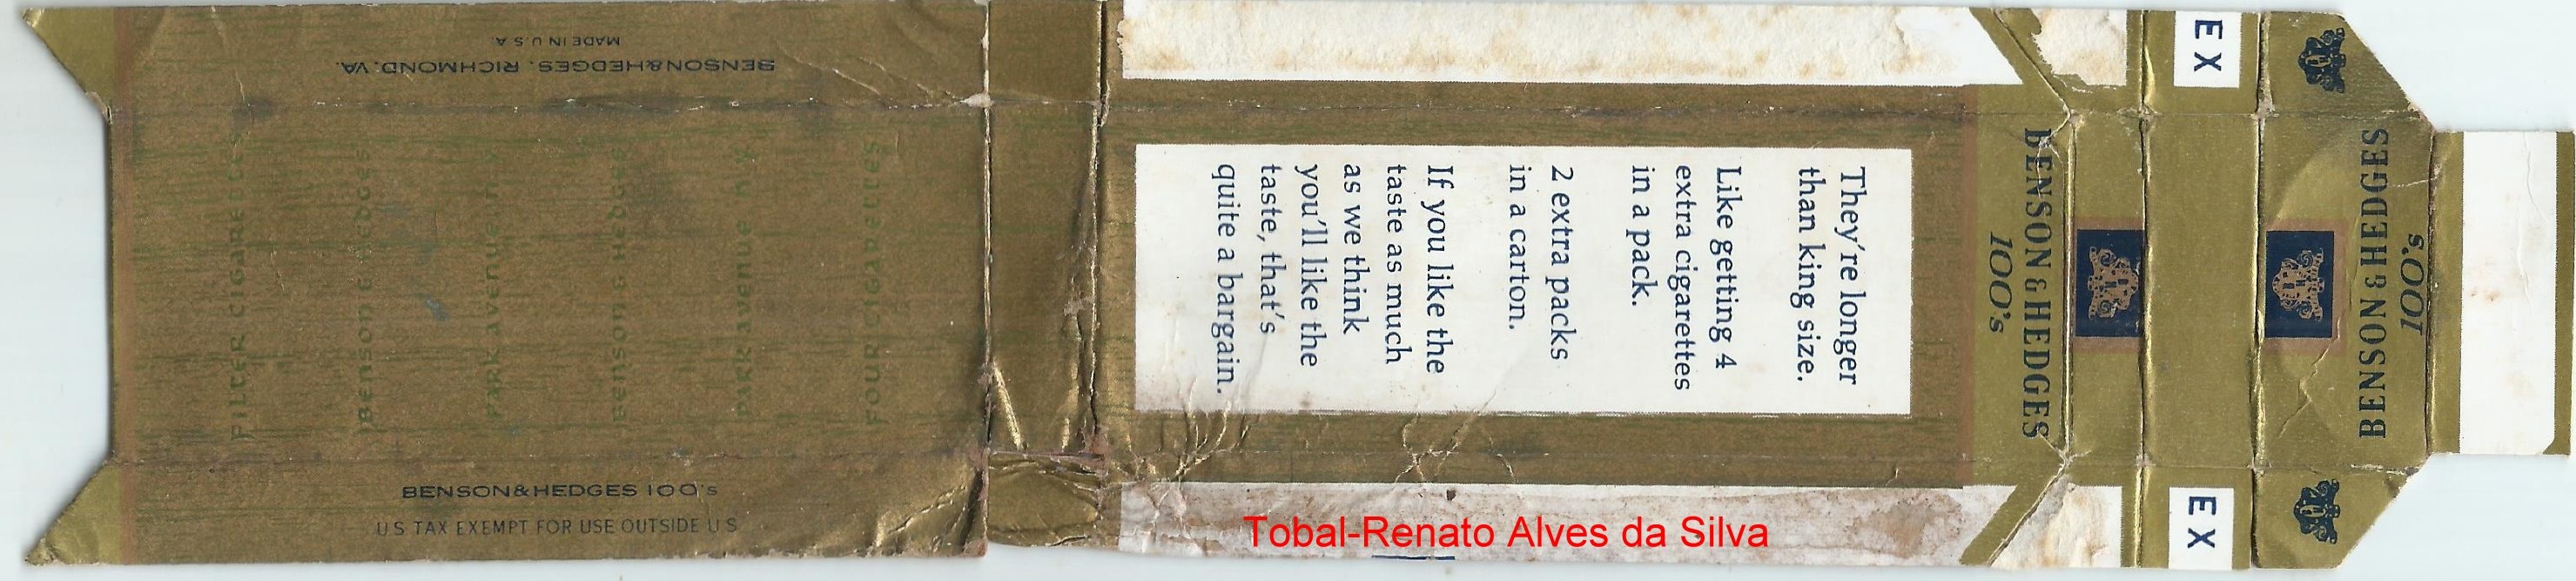 BENSON&HEDGES, RICHMOND, VA.
MADE IN U.S.A
FILTER CIGARETTES
BENSON & HEDGES
PARK AVENUE N Y
BENSON & HEDGES
PARK AVENUE N Y
CIGARETTES
BENSON&HEDGES 100's
U S TAX EXEMPT FOR USE OUTSIDE U S
They're longer
than king size.
Like getting 4
extra cigarettes
in a pack.
2 extra packs
in a carton.
If you like the
taste as much
as we think
you'll like the
taste, that's
quite a bargain.
BENSON & HEDGES
100's
EX
EX
BENSON & HEDGES
100's
Tobal-Renato Alves da Silva